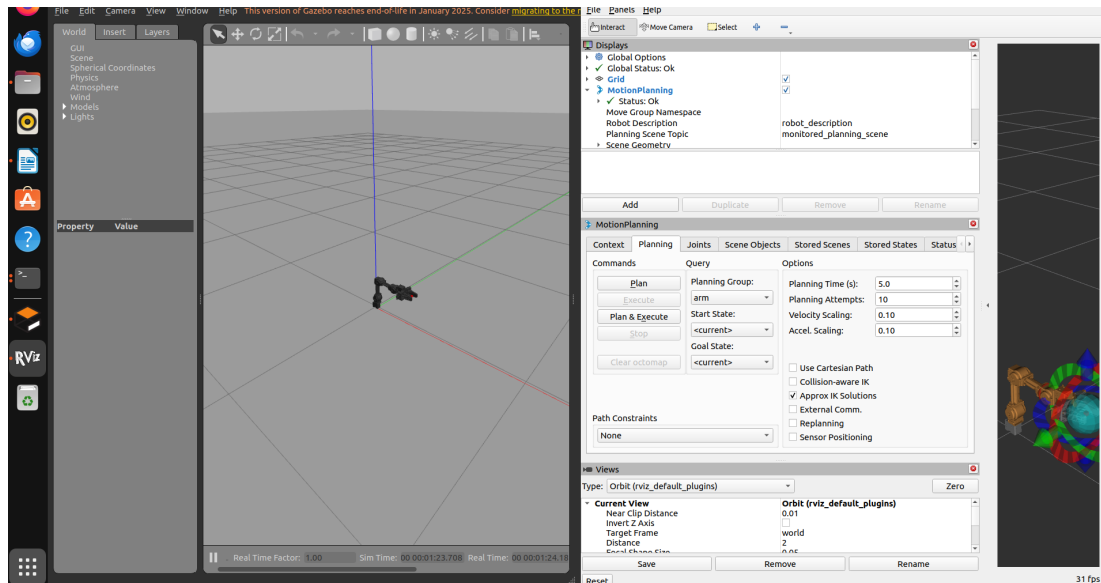 File Edit Camera View Window Help This version of Gazebo reaches end-of-life in January 2025. Consider migrating to the
World Insert Layers
GUI
Scene
Spherical Coordinates
Physics
Atmosphere
Wind
Models
Lights
Property Value
RViz
Real Time Factor: 1.00 Sim Time: 00 00:01:23.708 Real Time: 00 00:01:24.18
File Panels Help
Interact Move Camera Select
Displays
Global Options
Global Status: Ok
Grid
MotionPlanning
Status: Ok
Move Group Namespace
Robot Description robot_description
Planning Scene Topic monitored_planning_scene
Scene Geometry
Add Duplicate Remove Rename
MotionPlanning
Context Planning Joints Scene Objects Stored Scenes Stored States Status
Commands Query Options
Plan
Execute
Plan & Execute
Stop
Clear octomap
Planning Group:
arm
Start State:
<current>
Goal State:
<current>
Planning Time (s): 5.0
Planning Attempts: 10
Velocity Scaling: 0.10
Accel. Scaling: 0.10
Use Cartesian Path
Collision-aware IK
Approx IK Solutions
External Comm.
Replanning
Sensor Positioning
Path Constraints
None
Views
Type: Orbit (rviz_default_plugins) Zero
Current View Orbit (rviz_default_plugins)
Near Clip Distance 0.01
Invert Z Axis
Target Frame world
Distance 2
Focal Shape Size 0.05
Save Remove Rename
Reset 31 fps